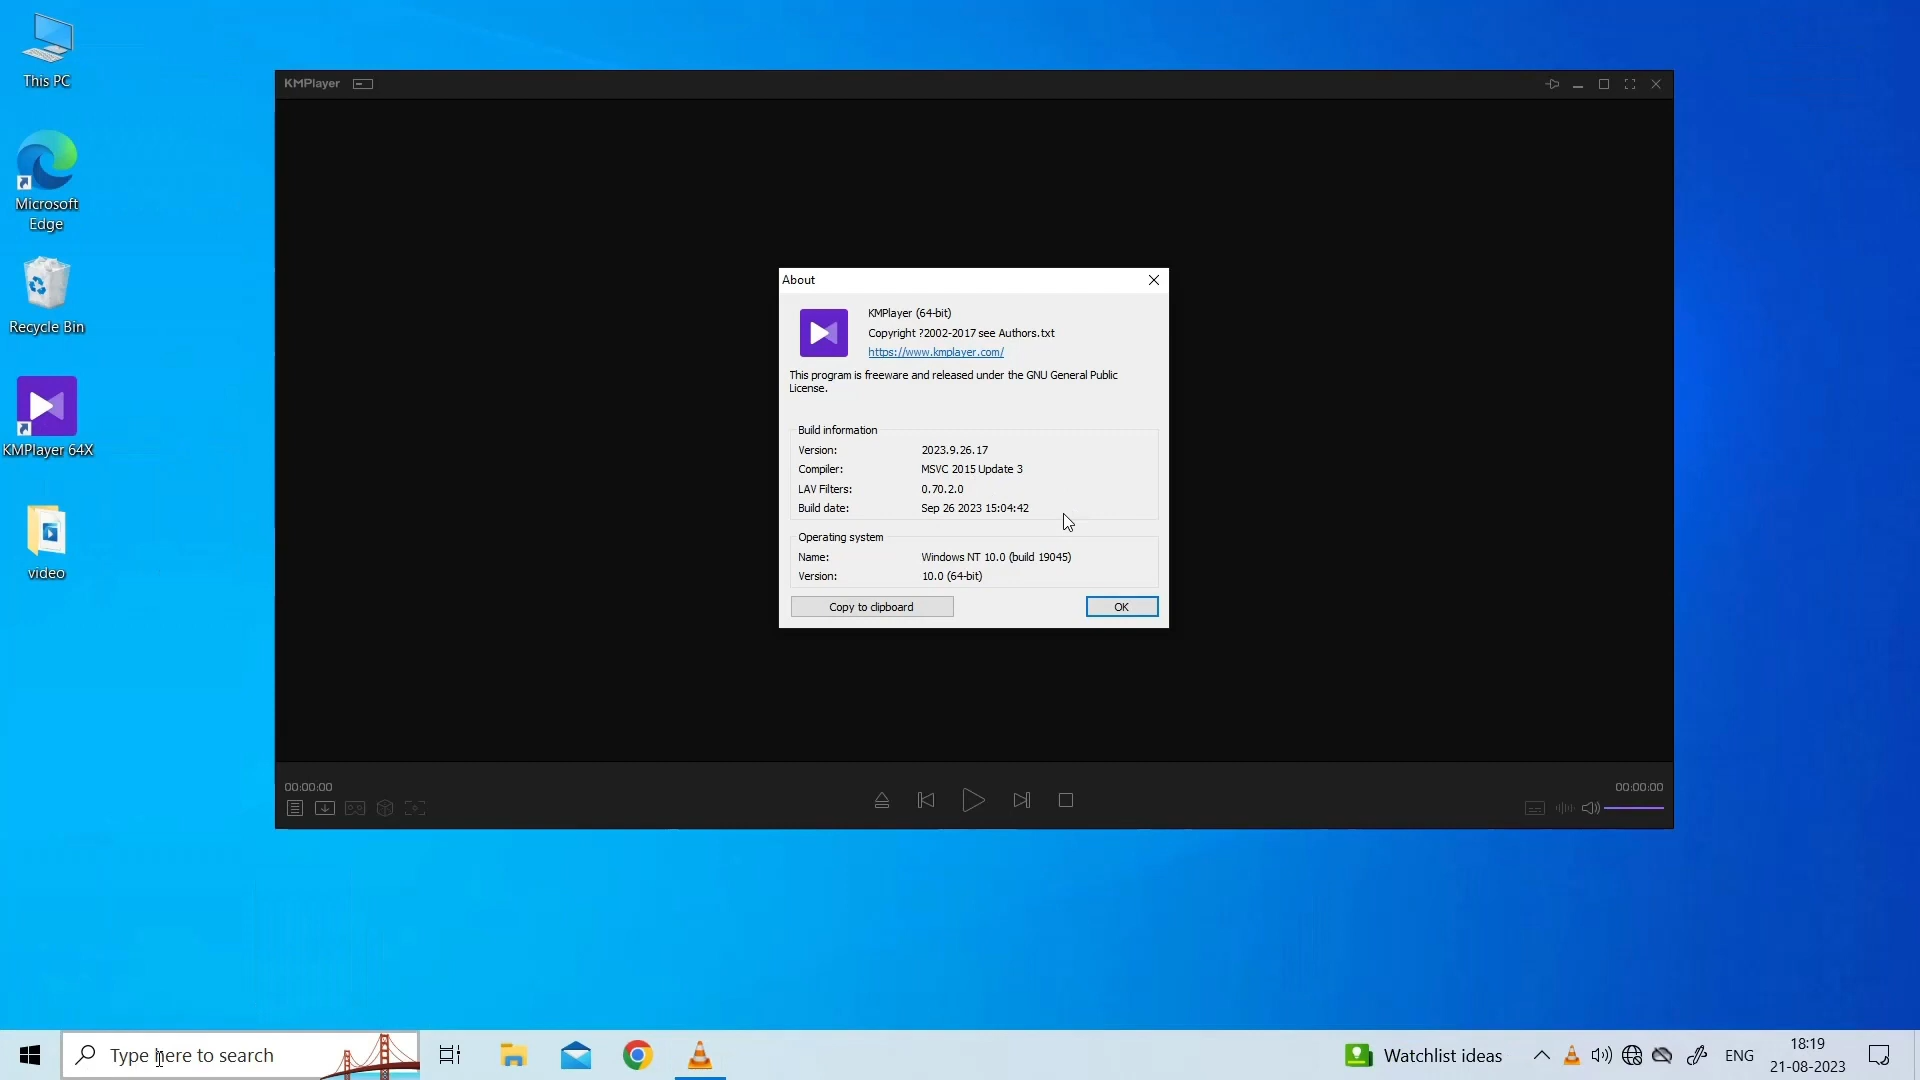 This PC
Microsoft
Edge
Recycle Bin
KMPlayer 64X
video
KMPlayer
About
KMPlayer (64-bit)
Copyright ?2002-2017 see Authors.txt
https://www.kmplayer.com/
This program is freeware and released under the GNU General Public
License.
Build information
Version: 2023.9.26.17
Compiler: MSVC 2015 Update 3
LAV Filters: 0.70.2.0
Build date: Sep 26 2023 15:04:42
Operating system
Name: Windows NT 10.0 (build 19045)
Version: 10.0 (64-bit)
Copy to clipboard OK
00:00:00 00:00:00
Type here to search
Watchlist ideas
ENG
18:19
21-08-2023